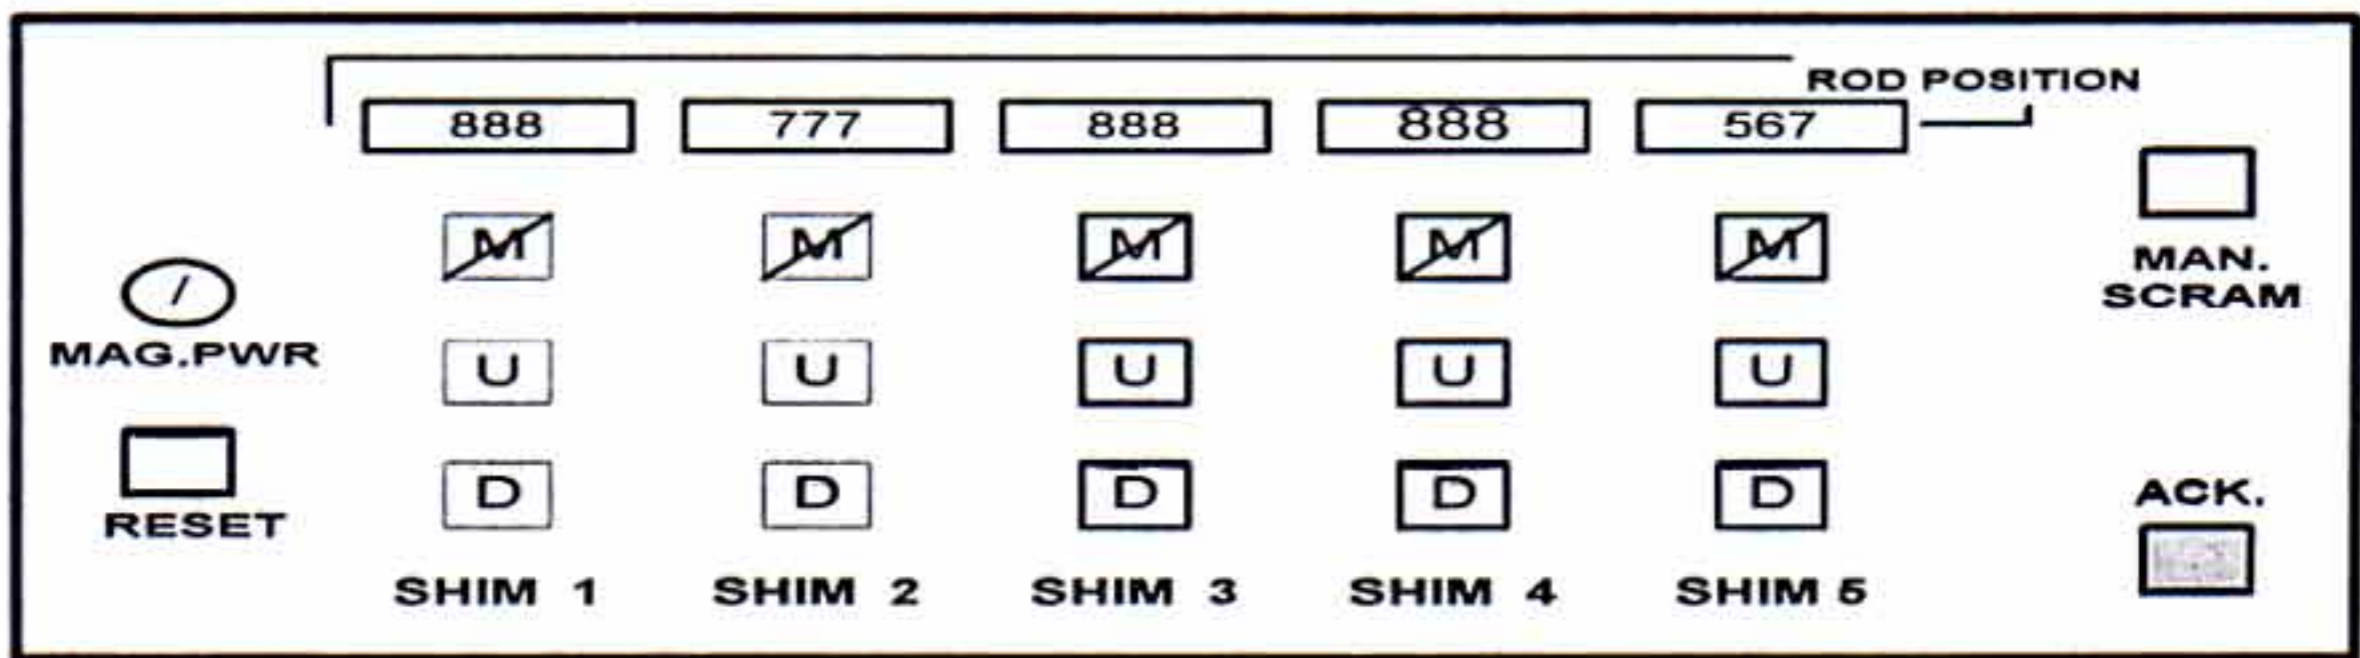 ROD POSITION
888 777 888 888 567
M M M M M
MAN.
SCRAM
/
MAG.PWR
U U U U U
D D D D D
ACK.
RESET
SHIM 1 SHIM 2 SHIM 3 SHIM 4 SHIM 5